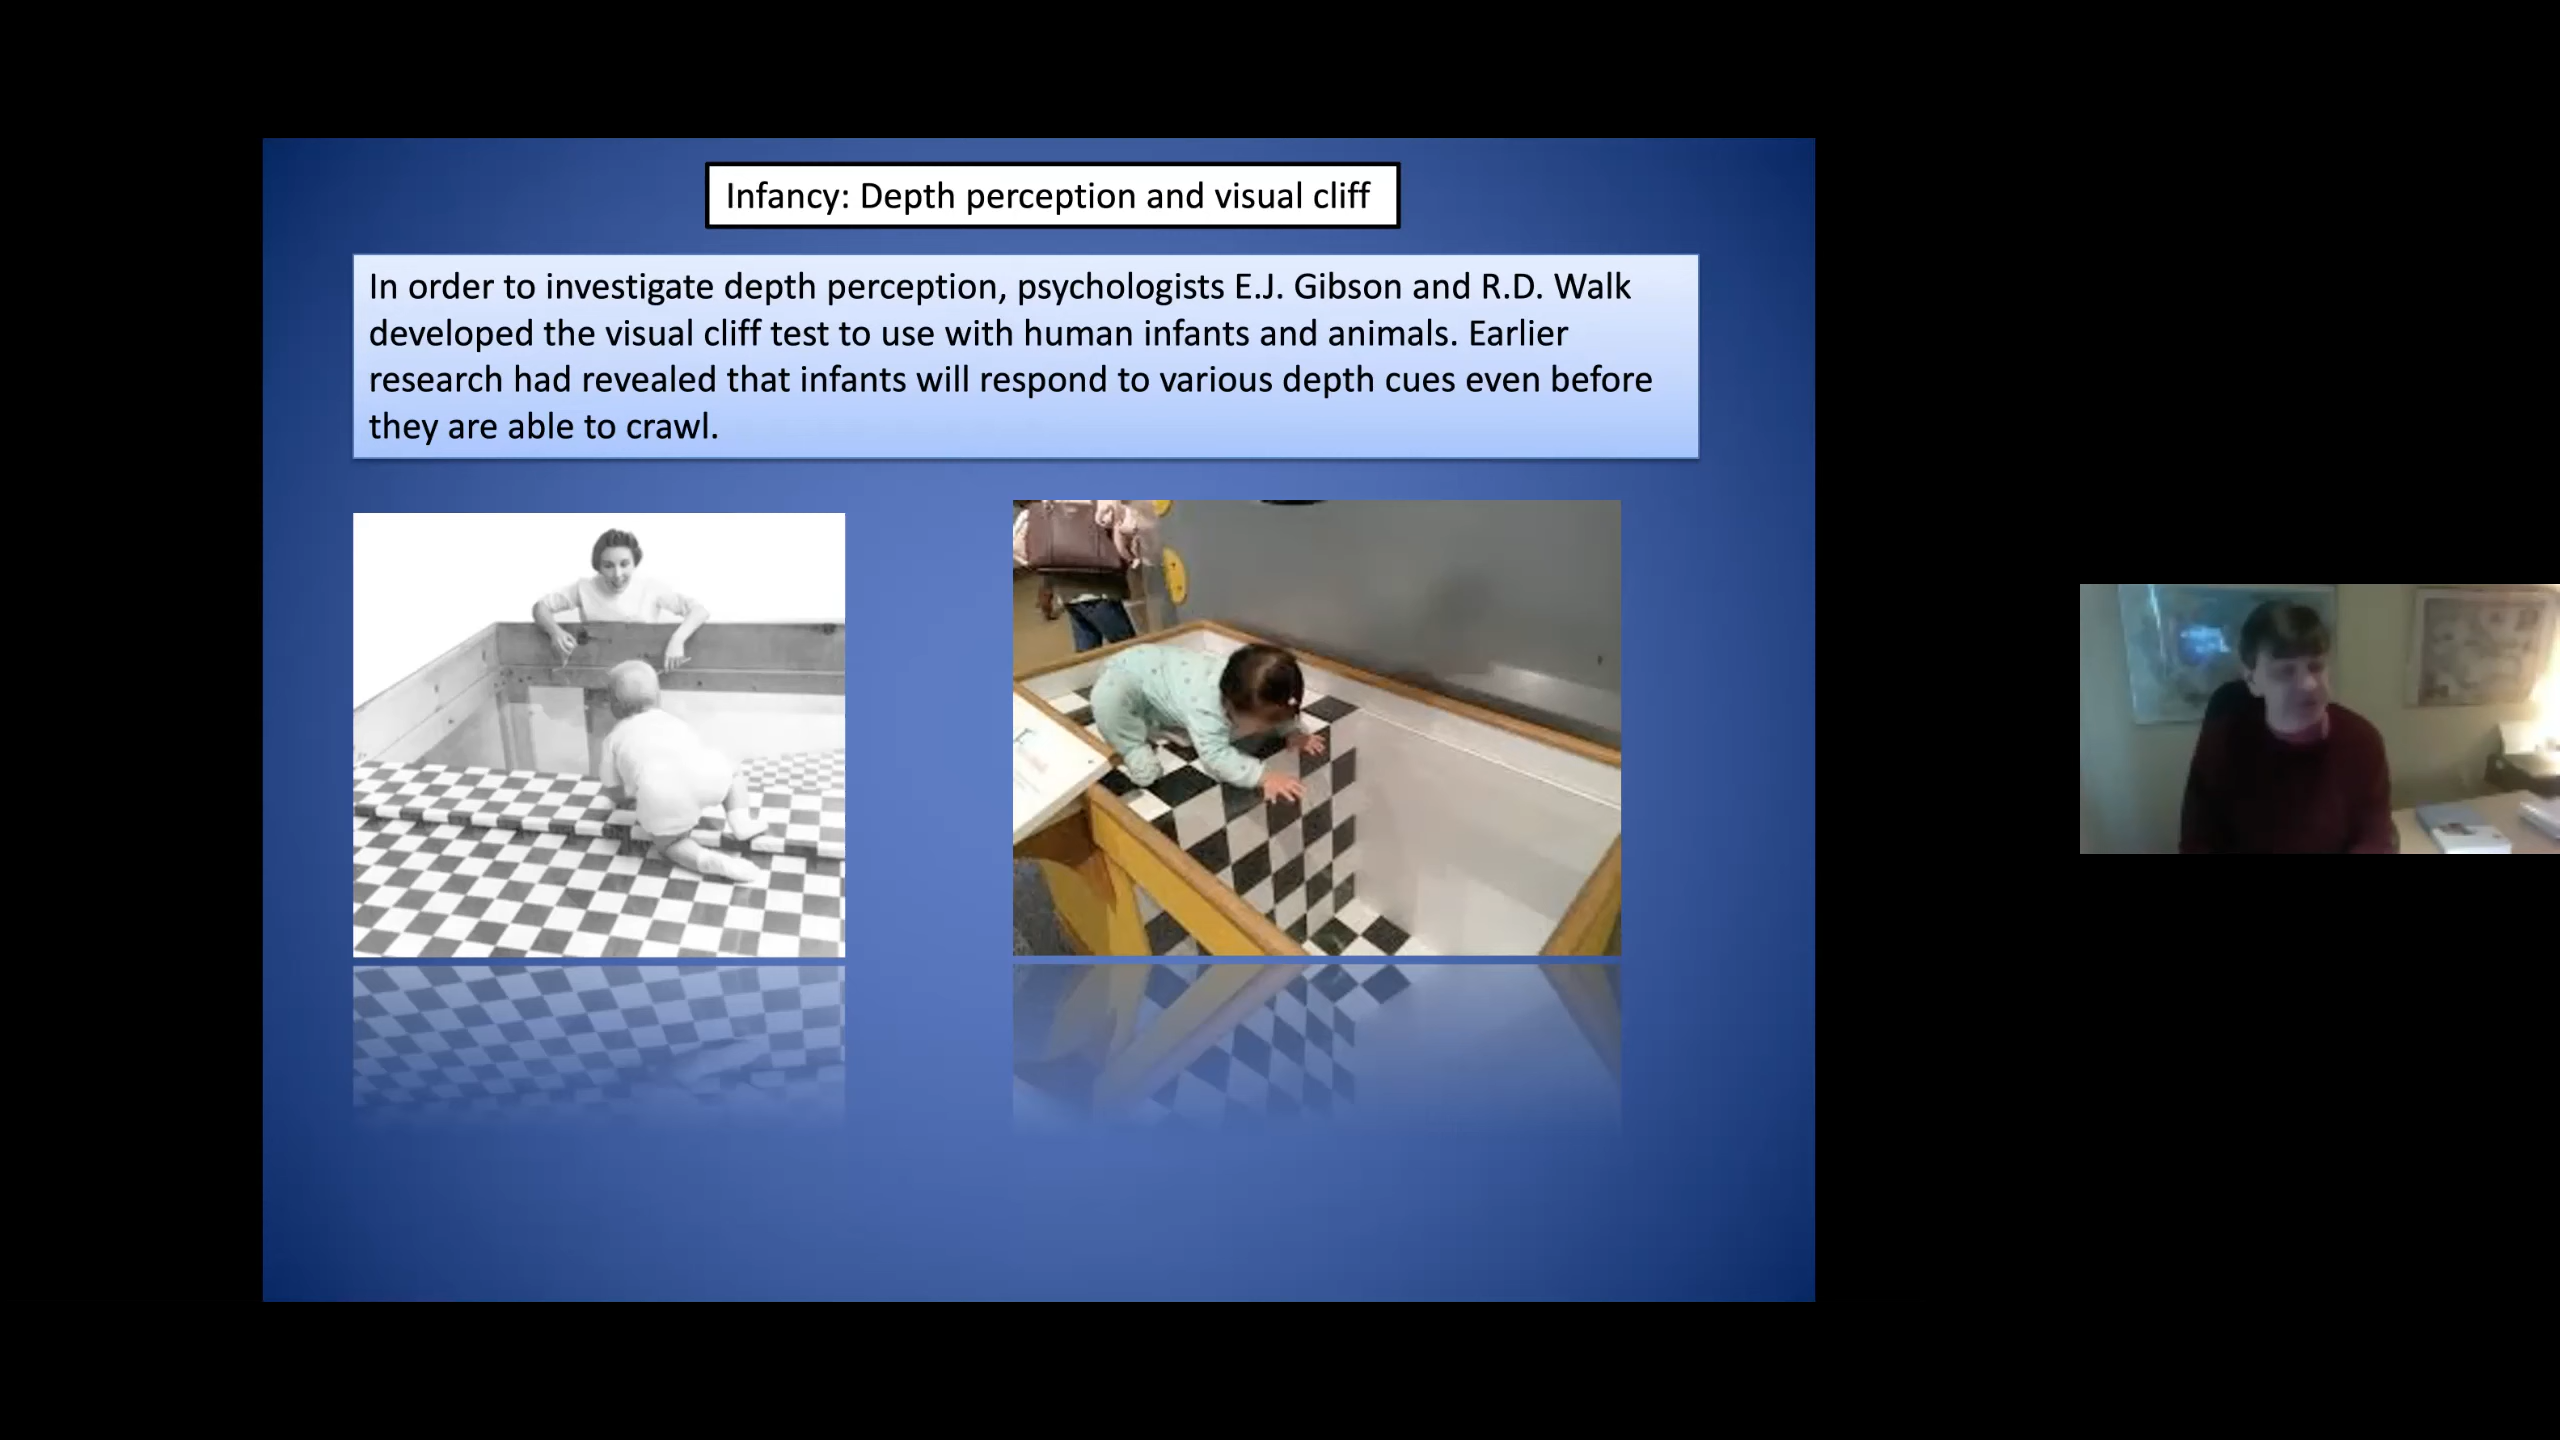 Infancy: Depth perception and visual cliff
In order to investigate depth perception, psychologists E.J. Gibson and R.D. Walk
developed the visual cliff test to use with human infants and animals. Earlier
research had revealed that infants will respond to various depth cues even before
they are able to crawl.